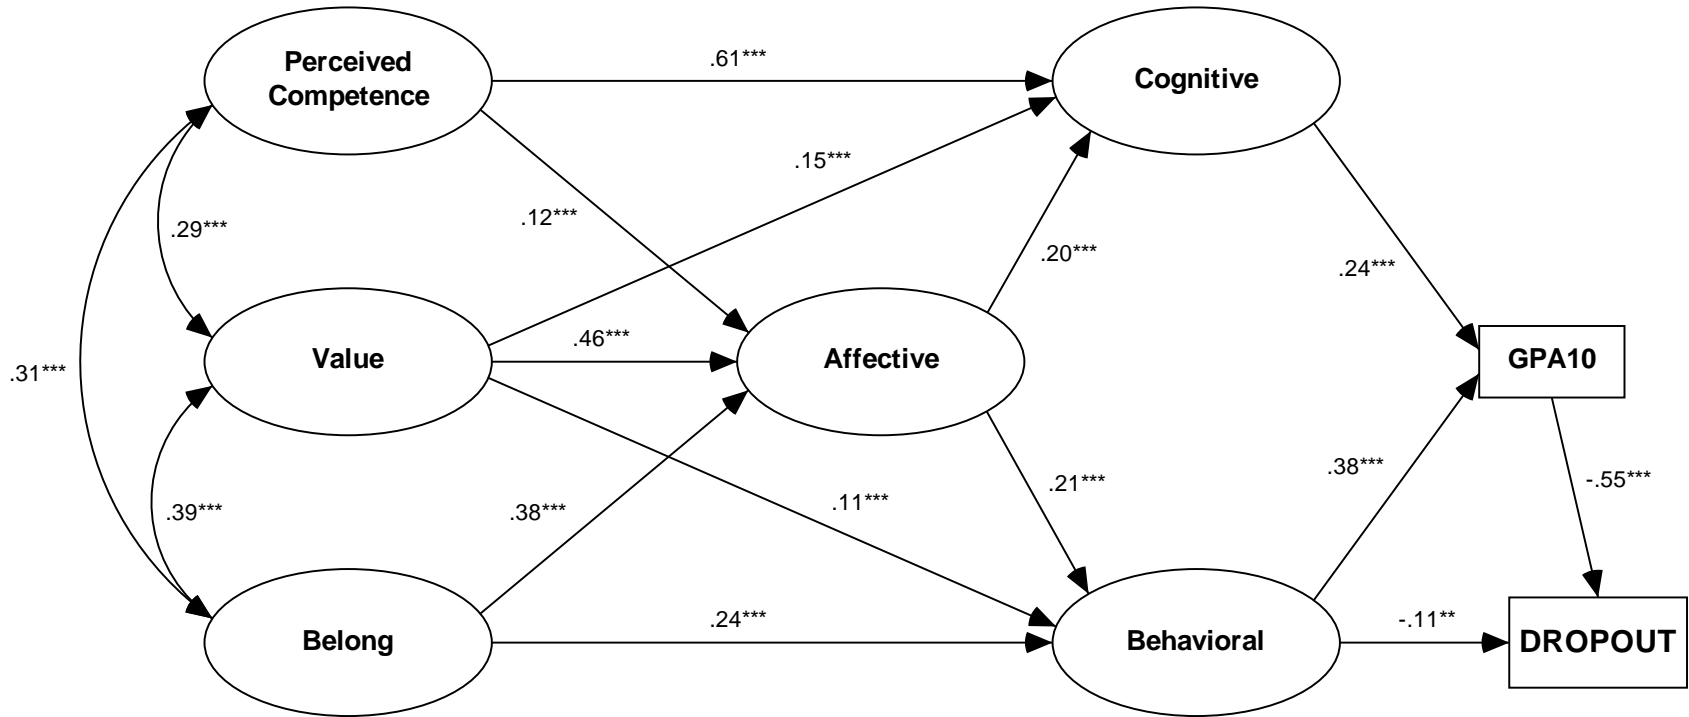 Perceived
Competence
.61***
Cognitive
.15***
.12***
.29***
.20***
.24***
.31***
Value
.46***
Affective
GPA10
.38***
-.55***
.21***
.11***
.39***
.38***
Belong
.24***
Behavioral
-.11**
DROPOUT